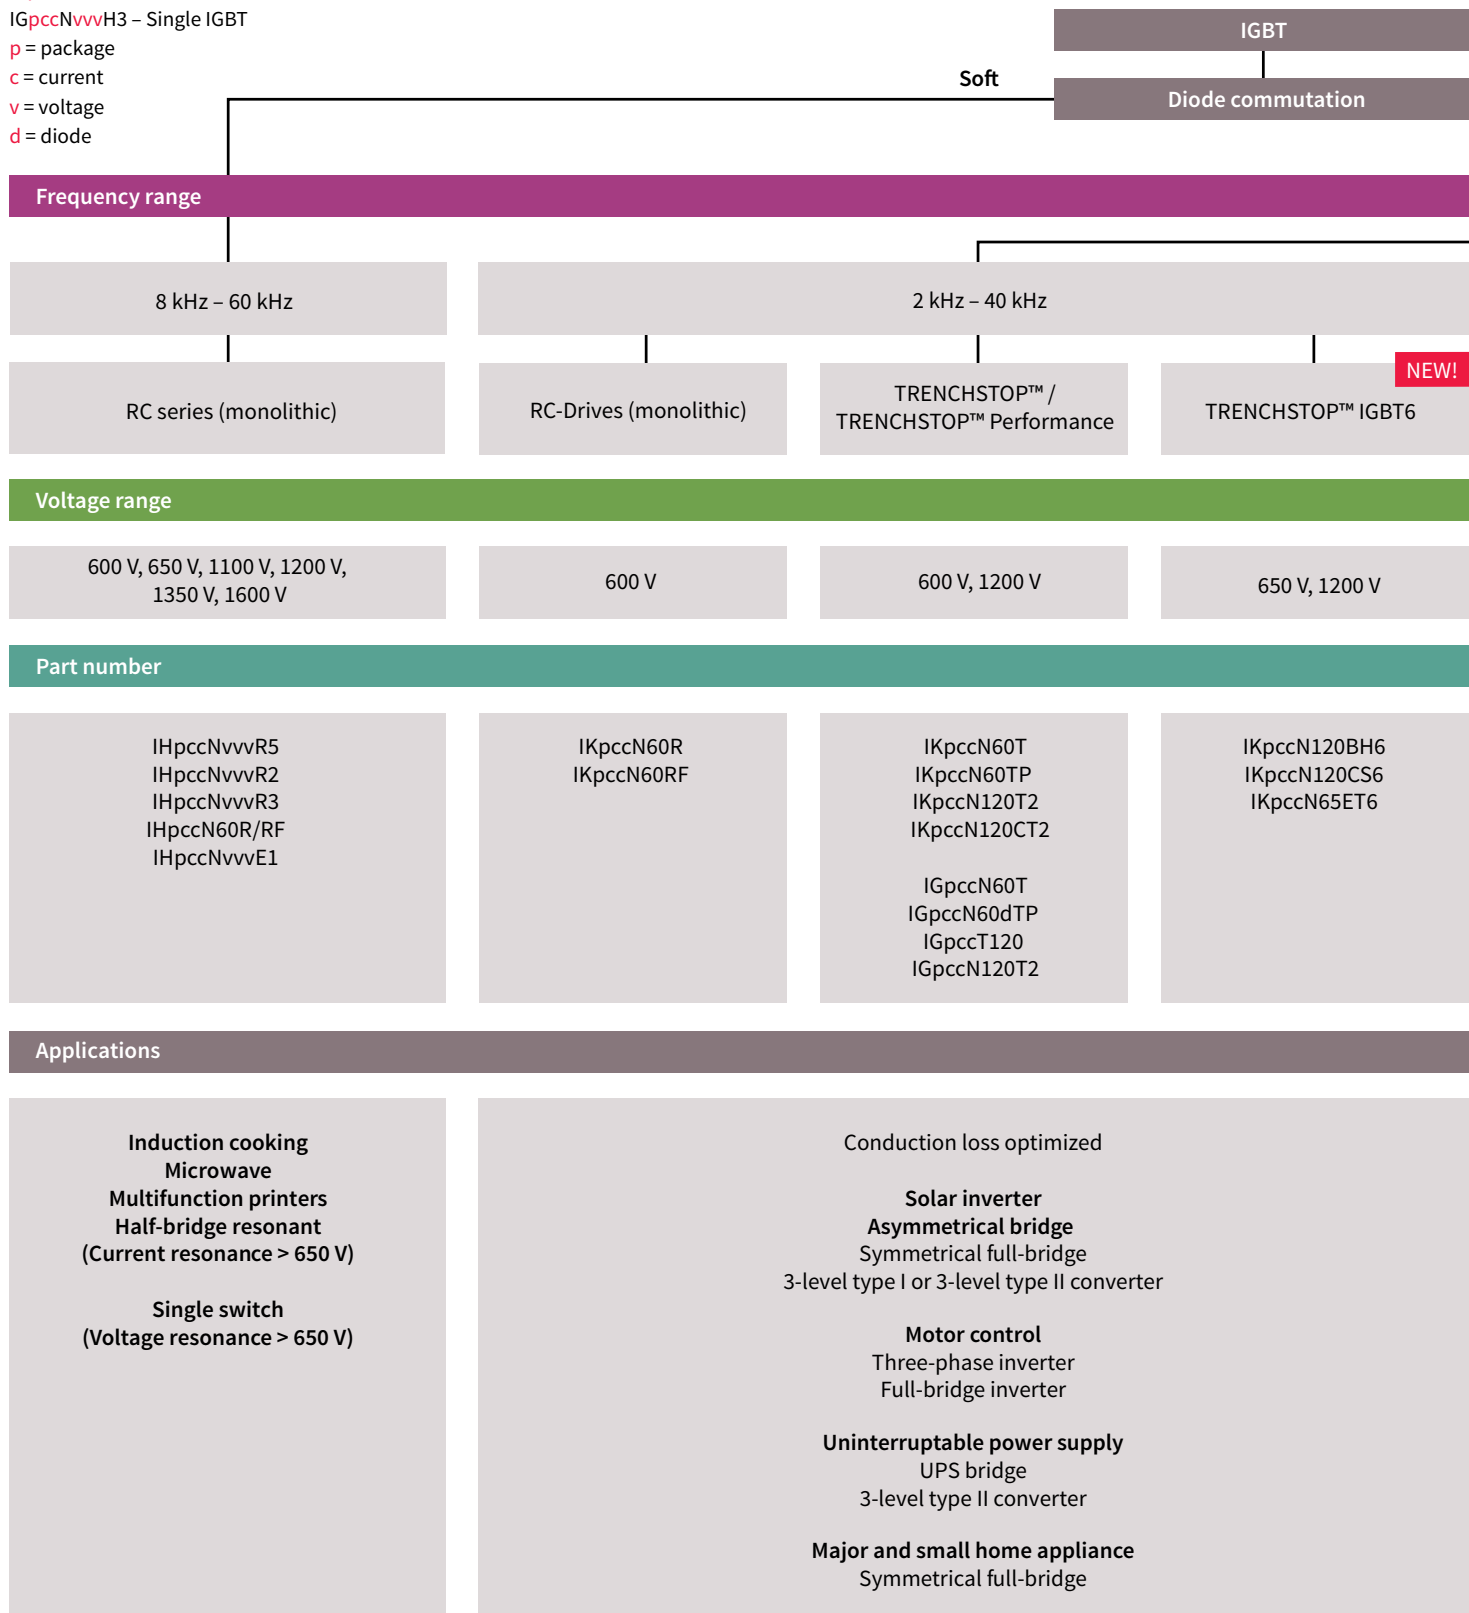 IGpccNvvvH3 – Single IGBT
p = package
c = current
v = voltage
d = diode
IGBT
Soft
Diode commutation
Frequency range
8 kHz – 60 kHz
2 kHz – 40 kHz
RC series (monolithic)
RC-Drives (monolithic)
TRENCHSTOP™ /
TRENCHSTOP™ Performance
NEW!
TRENCHSTOP™ IGBT6
Voltage range
600 V, 650 V, 1100 V, 1200 V,
1350 V, 1600 V
600 V
600 V, 1200 V
650 V, 1200 V
Part number
IHpccNvvvR5
IHpccNvvvR2
IHpccNvvvR3
IHpccN60R/RF
IHpccNvvvE1
IKpccN60R
IKpccN60RF
IKpccN60T
IKpccN60TP
IKpccN120T2
IKpccN120CT2
IGpccN60T
IGpccN60dTP
IGpccT120
IGpccN120T2
IKpccN120BH6
IKpccN120CS6
IKpccN65ET6
Applications
Induction cooking
Microwave
Multifunction printers
Half-bridge resonant
(Current resonance > 650 V)
Single switch
(Voltage resonance > 650 V)
Conduction loss optimized
Solar inverter
Asymmetrical bridge
Symmetrical full-bridge
3-level type I or 3-level type II converter
Motor control
Three-phase inverter
Full-bridge inverter
Uninterruptable power supply
UPS bridge
3-level type II converter
Major and small home appliance
Symmetrical full-bridge